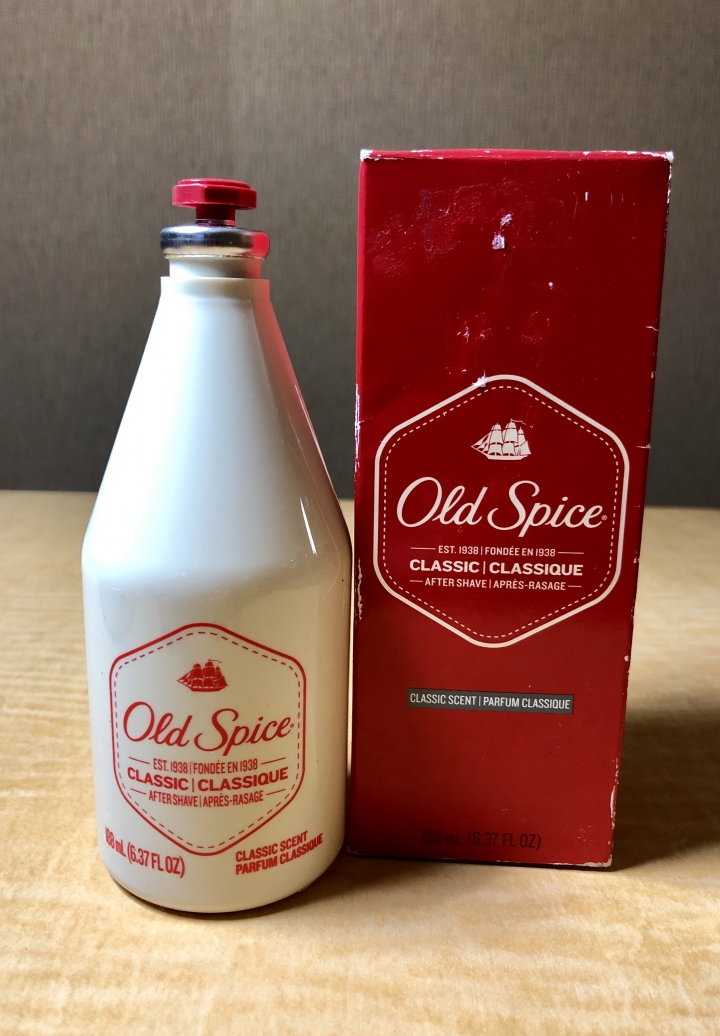 Old Spice®
EST. 1938 | FONDÉE EN 1938
CLASSIC | CLASSIQUE
AFTER SHAVE | APRÈS-RASAGE
188 mL (6.37 FL OZ)
CLASSIC SCENT
PARFUM CLASSIQUE
Old Spice®
EST. 1938 | FONDÉE EN 1938
CLASSIC | CLASSIQUE
AFTER SHAVE | APRÈS-RASAGE
CLASSIC SCENT | PARFUM CLASSIQUE
188 mL (6.37 FL OZ)